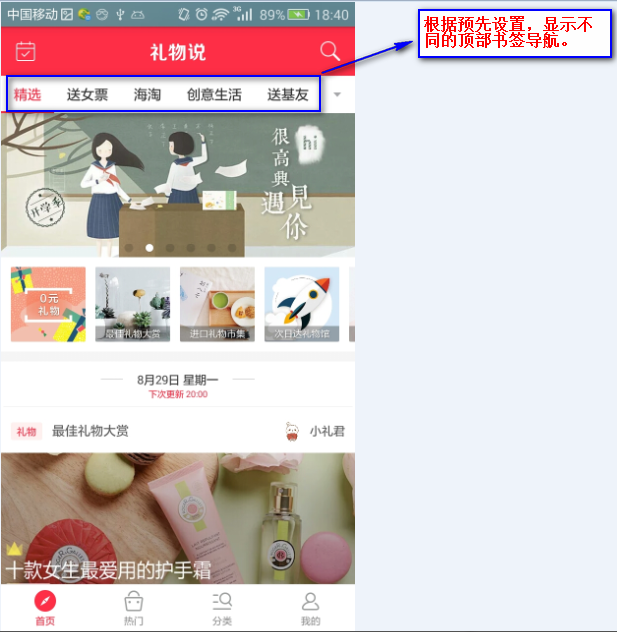 中国移动
3G
89%
18:40
根据预先设置，显示不
同的顶部书签导航。
礼物说
精选 送女票 海淘 创意生活 送基友
很高興
遇見你
hi
开学季
0元
礼物
最佳礼物大赏
进口礼物市集
次日达礼物馆
8月29日 星期一
下次更新 20:00
礼物 最佳礼物大赏
小礼君
十款女生最爱用的护手霜
首页 热门 分类 我的